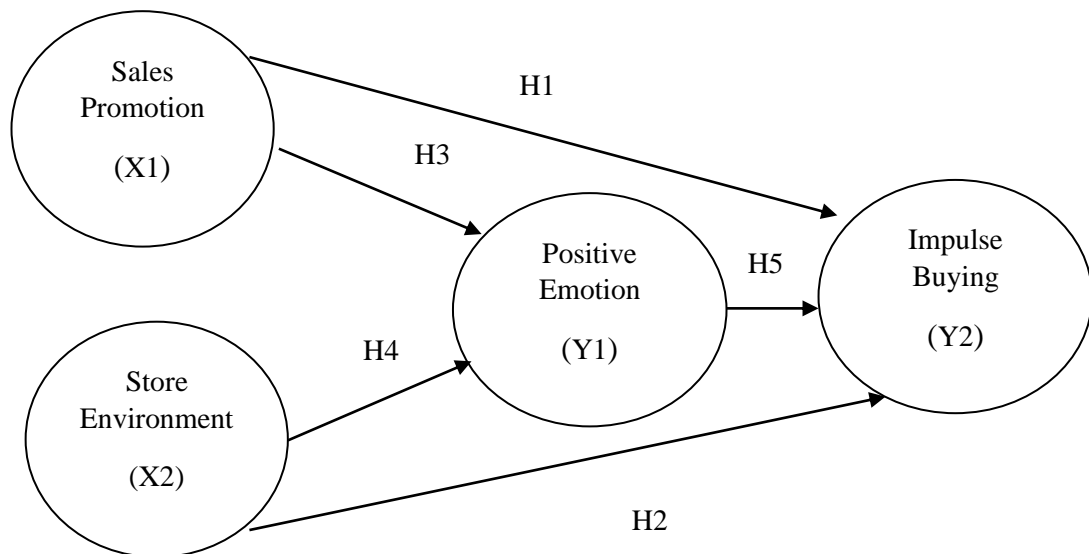 Sales
Promotion
(X1)
H1
H3
Positive
Emotion
(Y1)
H5
Impulse
Buying
(Y2)
Store
Environment
(X2)
H4
H2